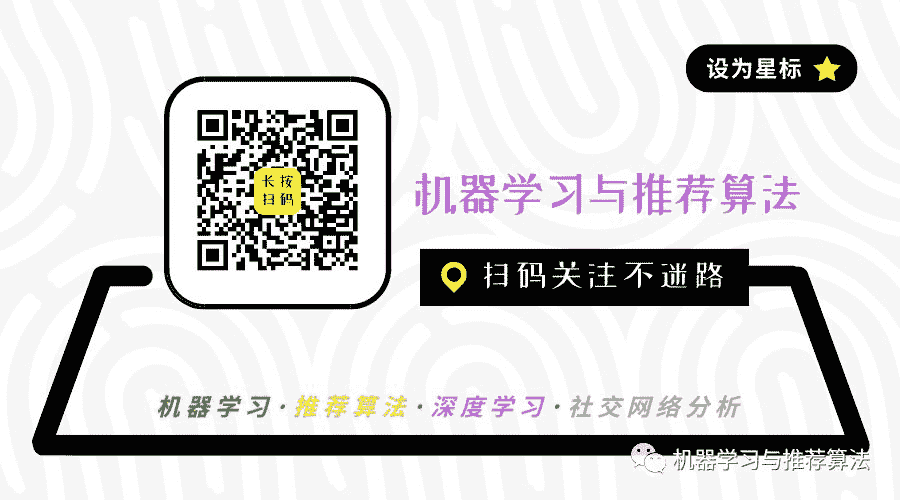 设为星标
长按
扫码
机器学习与推荐算法
扫码关注不迷路
机器学习·推荐算法·深度学习·社交网络分析
机器学习与推荐算法